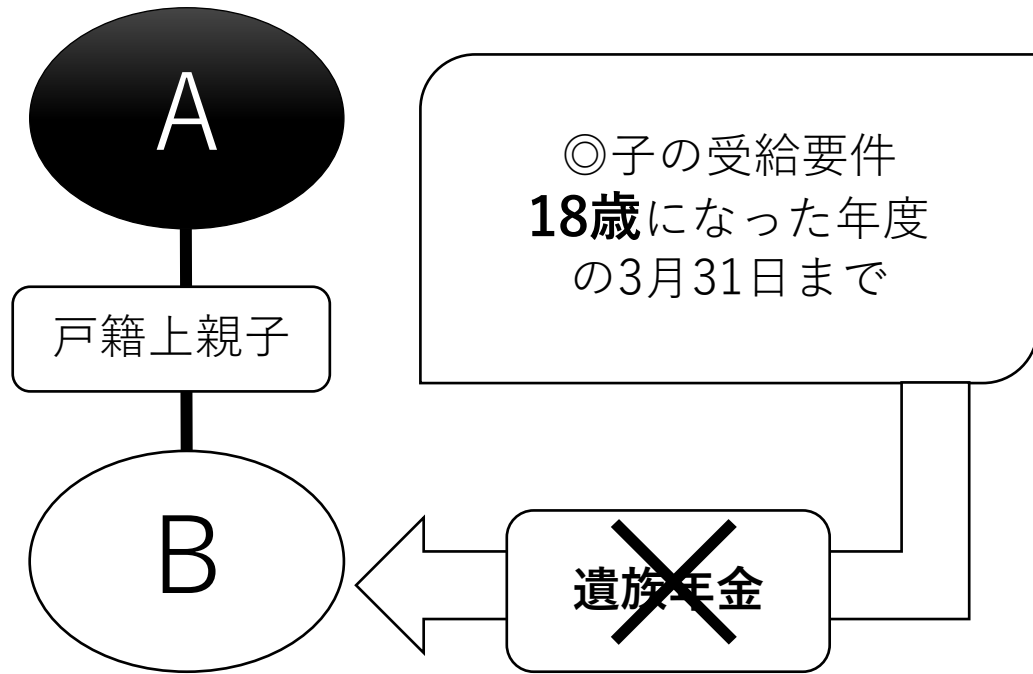 A
◎子の受給要件
18歳になった年度
の3月31日まで
戸籍上親子
B
遺族年金